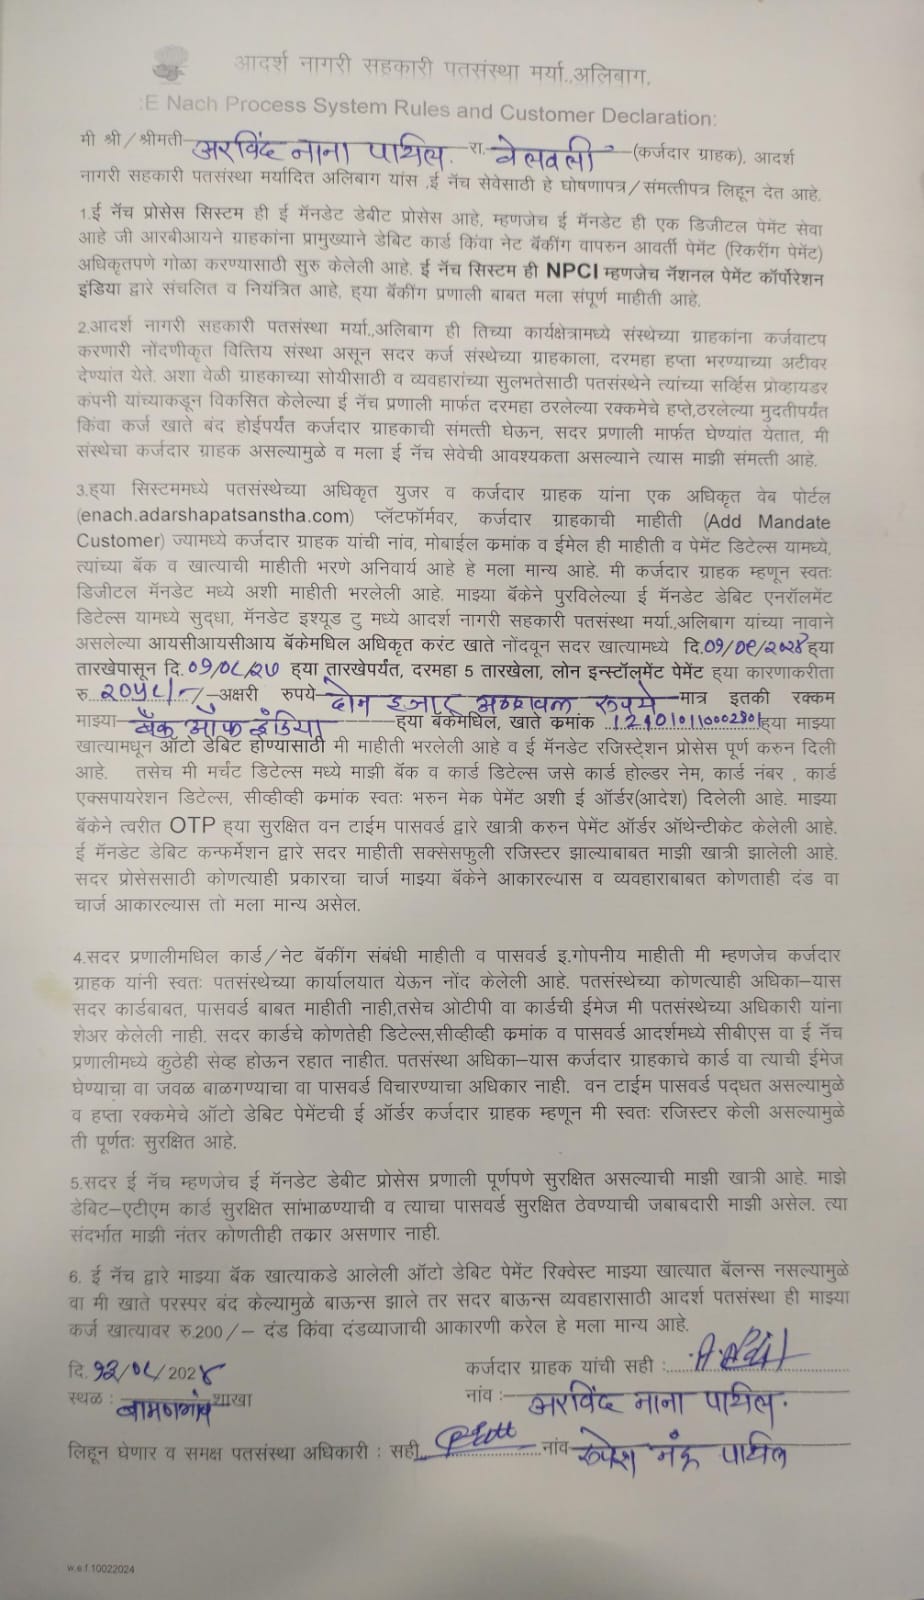 आदर्श नागरी सहकारी पतसंस्था मर्या.,अलिबाग.
:E Nach Process System Rules and Customer Declaration:
मी श्री/श्रीमती अरविंद नाना पाटील. रा. वेलवली (कर्जदार ग्राहक), आदर्श
नागरी सहकारी पतसंस्था मर्यादित अलिबाग यांस ,ई नॅच सेवेसाठी हे घोषणापत्र/संमत्तीपत्र लिहून देत आहे.
1.ई नॅच प्रोसेस सिस्टम ही ई मॅनडेट डेबीट प्रोसेस आहे, म्हणजेच ई मॅनडेट ही एक डिजीटल पेमेंट सेवा
आहे जी आरबीआयने ग्राहकांना प्रामुख्याने डेबिट कार्ड किंवा नेट बॅकींग वापरुन आवर्ती पेमेंट (रिकरींग पेमेंट)
अधिकृतपणे गोळा करण्यासाठी सुरु केलेली आहे. ई नॅच सिस्टम ही NPCI म्हणजेच नॅशनल पेमेंट कॉर्पोरेशन
इंडिया द्वारे संचलित व नियंत्रित आहे, ह्या बॅकींग प्रणाली बाबत मला संपूर्ण माहीती आहे.
2.आदर्श नागरी सहकारी पतसंस्था मर्या.,अलिबाग ही तिच्या कार्यक्षेत्रामध्ये संस्थेच्या ग्राहकांना कर्जवाटप
करणारी नोंदणीकृत वित्तिय संस्था असून सदर कर्ज संस्थेच्या ग्राहकाला, दरमहा हप्ता भरण्याच्या अटीवर
देण्यांत येते. अशा वेळी ग्राहकाच्या सोयीसाठी व व्यवहारांच्या सुलभतेसाठी पतसंस्थेने त्यांच्या सर्व्हिस प्रोव्हायडर
कंपनी यांच्याकडून विकसित केलेल्या ई नॅच प्रणाली मार्फत दरमहा ठरलेल्या रक्कमेचे हप्ते,ठरलेल्या मुदतीपर्यंत
किंवा कर्ज खाते बंद होईपर्यंत कर्जदार ग्राहकाची संमत्ती घेऊन, सदर प्रणाली मार्फत घेण्यांत येतात, मी
संस्थेचा कर्जदार ग्राहक असल्यामुळे व मला ई नॅच सेवेची आवश्यकता असल्याने त्यास माझी संमत्ती आहे.
3.ह्या सिस्टममध्ये पतसंस्थेच्या अधिकृत युजर व कर्जदार ग्राहक यांना एक अधिकृत वेब पोर्टल
(enach.adarshapatsanstha.com) प्लॅटफॉर्मवर, कर्जदार ग्राहकाची माहीती (Add Mandate
Customer) ज्यामध्ये कर्जदार ग्राहक यांची नांव, मोबाईल क्रमांक व ईमेल ही माहीती व पेमेंट डिटेल्स यामध्ये,
त्यांच्या बॅक व खात्याची माहीती भरणे अनिवार्य आहे हे मला मान्य आहे. मी कर्जदार ग्राहक म्हणून स्वतः
डिजीटल मॅनडेट मध्ये अशी माहीती भरलेली आहे. माझ्या बॅकेने पुरविलेल्या ई मॅनडेट डेबिट एनरॉलमेंट
डिटेल्स यामध्ये सुद्धा, मॅनडेट इश्यूड टु मध्ये आदर्श नागरी सहकारी पतसंस्था मर्या.,अलिबाग यांच्या नावाने
असलेल्या आयसीआयसीआय बॅकेमधिल अधिकृत करंट खाते नोंदवून सदर खात्यामध्ये दि.०१/०९/२०२४ ह्या
तारखेपासून दि.०१/०८/२७ ह्या तारखेपर्यंत, दरमहा 5 तारखेला, लोन इन्स्टॉलमेंट पेमेंट ह्या कारणाकरीता
रु. २०५८/-/-अक्षरी रुपये दोन हजार अठ्ठावन्न रुपये मात्र इतकी रक्कम
माझ्या बँक ऑफ इंडिया ह्या बॅकेमधिल, खाते क्रमांक ह्या माझ्या
खात्यामधून ऑटो डेबिट होण्यासाठी मी माहीती भरलेली आहे व ई मॅनडेट रजिस्ट्रेशन प्रोसेस पूर्ण करुन दिली
आहे. तसेच मी मर्चंट डिटेल्स मध्ये माझी बॅक व कार्ड डिटेल्स जसे कार्ड होल्डर नेम, कार्ड नंबर , कार्ड
एक्सपायरेशन डिटेल्स, सीव्हीव्ही क्रमांक स्वतः भरुन मेक पेमेंट अशी ई ऑर्डर(आदेश) दिलेली आहे. माझ्या
बॅकेने त्वरीत OTP ह्या सुरक्षित वन टाईम पासवर्ड द्वारे खात्री करुन पेमेंट ऑर्डर ऑथेन्टीकेट केलेली आहे.
ई मॅनडेट डेबिट कन्फर्मेशन द्वारे सदर माहीती सक्सेसफुली रजिस्टर झाल्याबाबत माझी खात्री झालेली आहे.
सदर प्रोसेससाठी कोणत्याही प्रकारचा चार्ज माझ्या बॅकेने आकारल्यास व व्यवहाराबाबत कोणताही दंड वा
चार्ज आकारल्यास तो मला मान्य असेल.
4.सदर प्रणालीमधिल कार्ड/नेट बॅकींग संबंधी माहीती व पासवर्ड इ.गोपनीय माहीती मी म्हणजेच कर्जदार
ग्राहक यांनी स्वतः पतसंस्थेच्या कार्यालयात येऊन नोंद केलेली आहे. पतसंस्थेच्या कोणत्याही अधिका-यास
सदर कार्डबाबत, पासवर्ड बाबत माहीती नाही,तसेच ओटीपी वा कार्डची ईमेज मी पतसंस्थेच्या अधिकारी यांना
शेअर केलेली नाही. सदर कार्डचे कोणतेही डिटेल्स,सीव्हीव्ही क्रमांक व पासवर्ड आदर्शमध्ये सीबीएस वा ई नॅच
प्रणालीमध्ये कुठेही सेव्ह होऊन रहात नाहीत. पतसंस्था अधिका-यास कर्जदार ग्राहकाचे कार्ड वा त्याची ईमेज
घेण्याचा वा जवळ बाळगण्याचा वा पासवर्ड विचारण्याचा अधिकार नाही. वन टाईम पासवर्ड पद्धत असल्यामुळे
व हप्ता रक्कमेचे ऑटो डेबिट पेमेंटची ई ऑर्डर कर्जदार ग्राहक म्हणून मी स्वतः रजिस्टर केली असल्यामुळे
ती पूर्णतः सुरक्षित आहे.
5.सदर ई नॅच म्हणजेच ई मॅनडेट डेबीट प्रोसेस प्रणाली पूर्णपणे सुरक्षित असल्याची माझी खात्री आहे. माझे
डेबिट-एटीएम कार्ड सुरक्षित सांभाळण्याची व त्याचा पासवर्ड सुरक्षित ठेवण्याची जबाबदारी माझी असेल. त्या
संदर्भात माझी नंतर कोणतीही तक्रार असणार नाही.
6. ई नॅच द्वारे माझ्या बॅक खात्याकडे आलेली ऑटो डेबिट पेमेंट रिक्वेस्ट माझ्या खात्यात बॅलन्स नसल्यामुळे
वा मी खाते परस्पर बंद केल्यामुळे बाऊन्स झाले तर सदर बाऊन्स व्यवहारासाठी आदर्श पतसंस्था ही माझ्या
कर्ज खात्यावर रु.200/- दंड किंवा दंडव्याजाची आकारणी करेल हे मला मान्य आहे.
दि. १२/०८/2024 कर्जदार ग्राहक यांची सही :
स्थळ : बामणगांव शाखा नांव :- अरविंद नाना पाटील.
लिहून घेणार व समक्ष पतसंस्था अधिकारी : सही नांव रुपेश नंदू पाटील
w.e.f.10022024